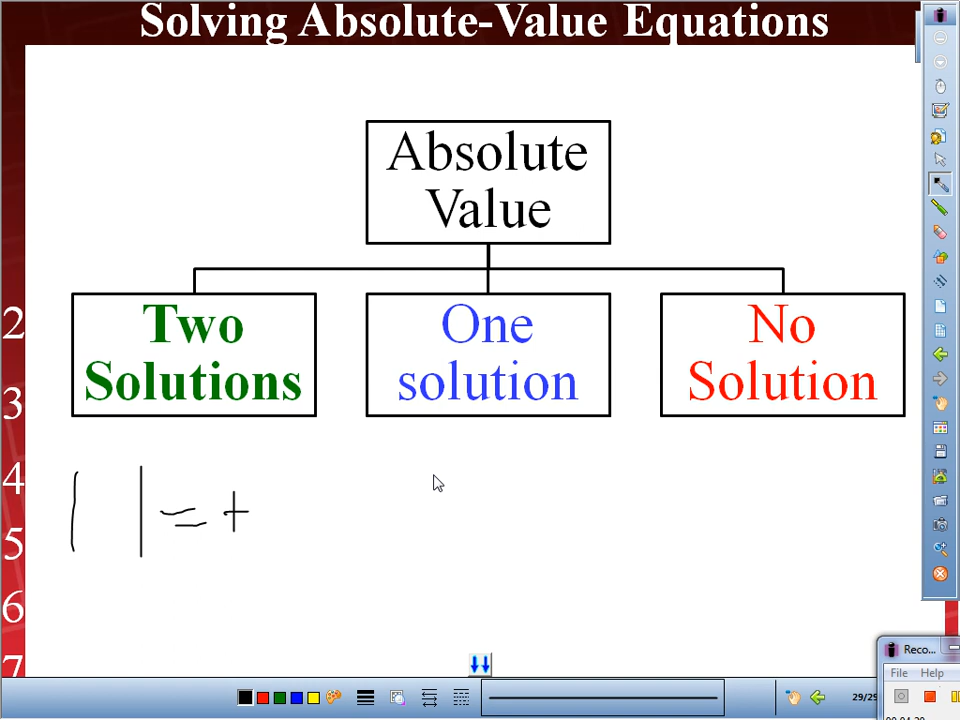 Solving Absolute-Value Equations
Absolute
Value
Two
Solutions
One
solution
No
Solution
2
3
4
5
6
7
| | = +
Reco...
File Help
29/29